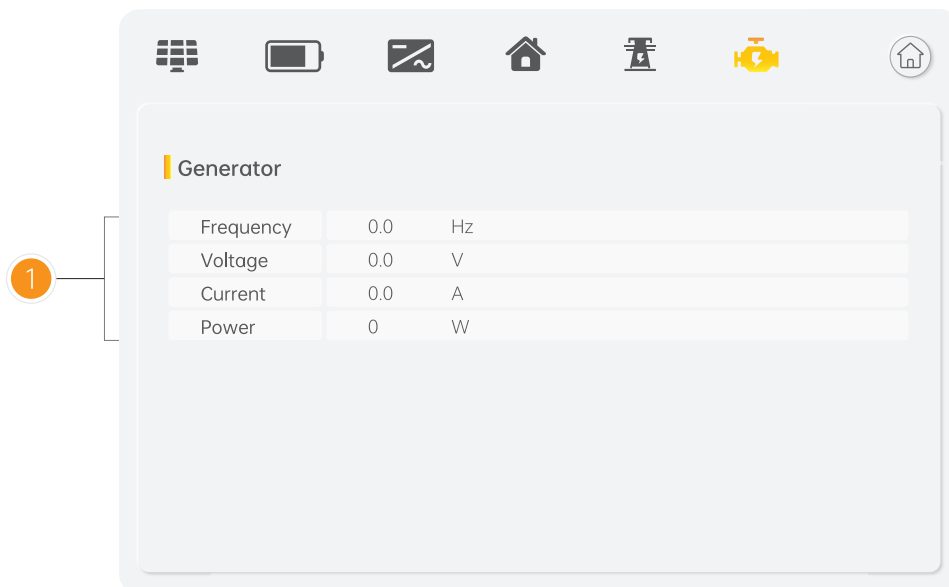 Generator
Frequency 0.0 Hz
Voltage 0.0 V
1
Current 0.0 A
Power 0 W